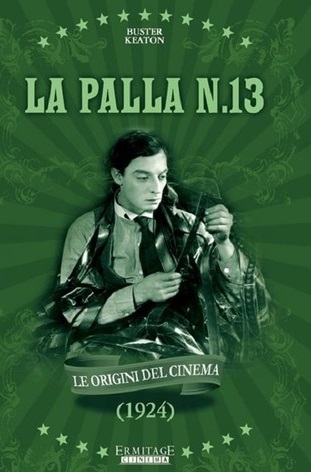 BUSTER
KEATON
LA PALLA N.13
LE ORIGINI DEL CINEMA
(1924)
ERMITAGE
CINEMA